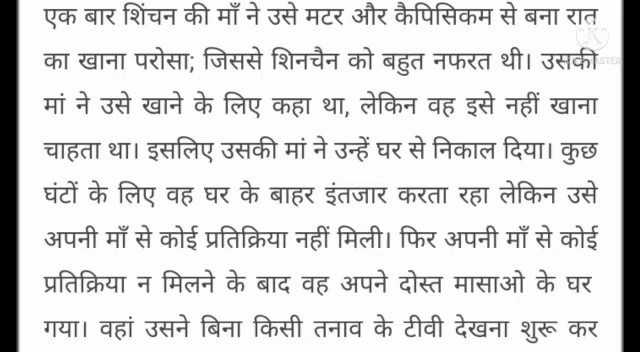 एक बार शिंचन की माँ ने उसे मटर और कैपिसिकम से बना रात
का खाना परोसा; जिससे शिनचैन को बहुत नफरत थी। उसकी
मां ने उसे खाने के लिए कहा था, लेकिन वह इसे नहीं खाना
चाहता था। इसलिए उसकी मां ने उन्हें घर से निकाल दिया। कुछ
घंटों के लिए वह घर के बाहर इंतजार करता रहा लेकिन उसे
अपनी माँ से कोई प्रतिक्रिया नहीं मिली। फिर अपनी माँ से कोई
प्रतिक्रिया न मिलने के बाद वह अपने दोस्त मासाओ के घर
गया। वहां उसने बिना किसी तनाव के टीवी देखना शुरू कर